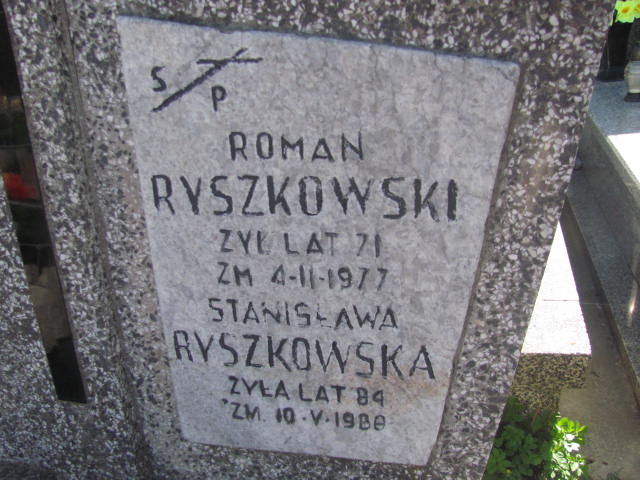 S P
ROMAN
RYSZKOWSKI
ŻYŁ LAT 71
ZM 4-II-1977
STANISŁAWA
RYSZKOWSKA
ŻYŁA LAT 84
ZM. 10-V-1988